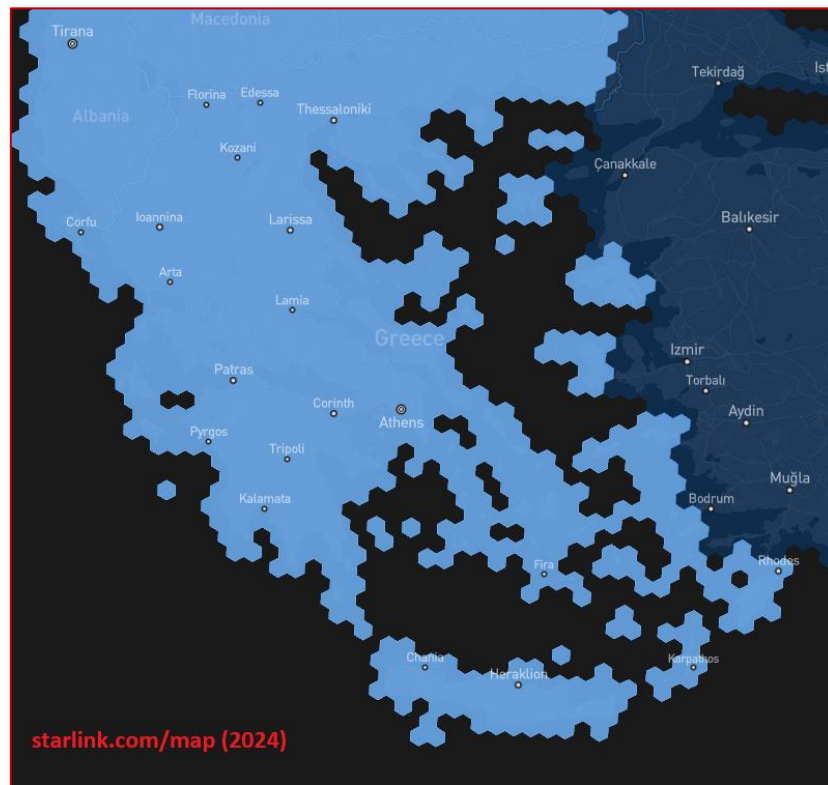 Macedonia
Tirana
Tekirdağ
Ist
Florina
Edessa
Albania
Thessaloniki
Kozani
Çanakkale
Corfu
Ioannina
Larissa
Balıkesir
Arta
Lamia
Greece
Izmir
Patras
Torbalı
Corinth
Athens
Aydin
Pyrgos
Tripoli
Muğla
Kalamata
Bodrum
Fira
Rhodes
Chania
Heraklion
Karpathos
starlink.com/map (2024)